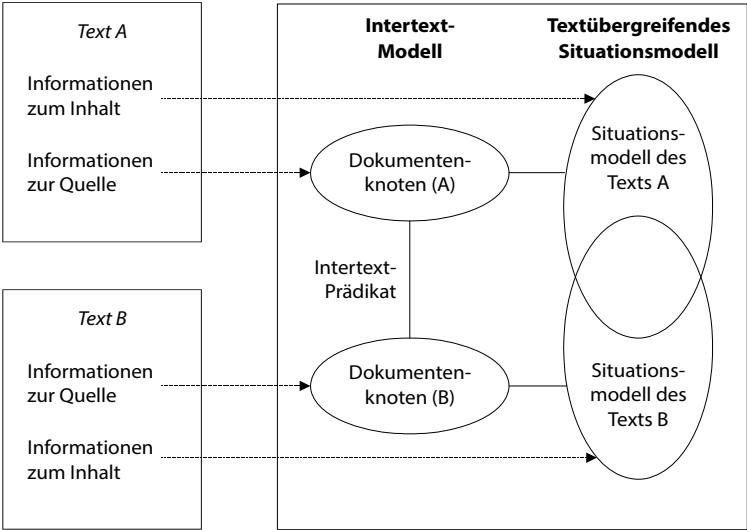 Text A
Informationen
zum Inhalt
Informationen
zur Quelle
Text B
Informationen
zur Quelle
Informationen
zum Inhalt
Intertext-
Modell
Dokumenten-
knoten (A)
Intertext-
Prädikat
Dokumenten-
knoten (B)
Textübergreifendes
Situationsmodell
Situations-
modell des
Texts A
Situations-
modell des
Texts B